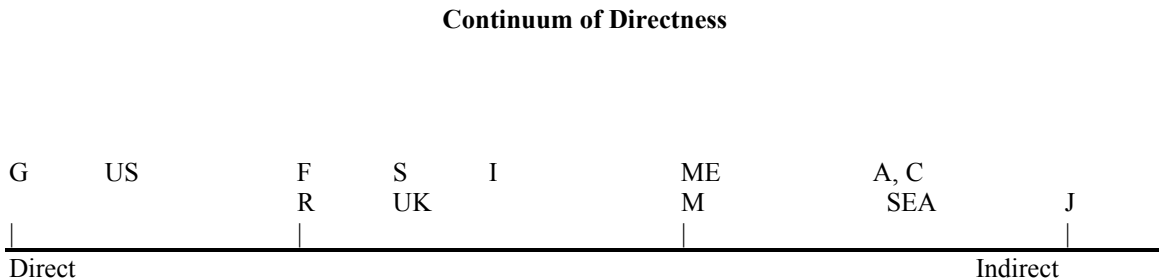 Continuum of Directness
G US F S I ME A, C
R UK M SEA J
| | | |
Direct Indirect